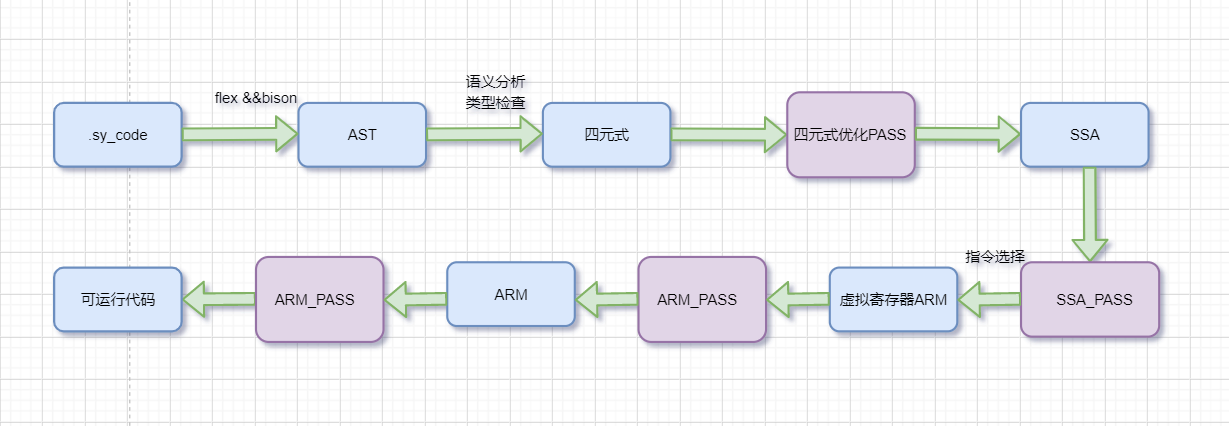 flex &&bison
语义分析
类型检查
.sy_code
AST
四元式
四元式优化PASS
SSA
指令选择
可运行代码
ARM_PASS
ARM
ARM_PASS
虚拟寄存器ARM
SSA_PASS